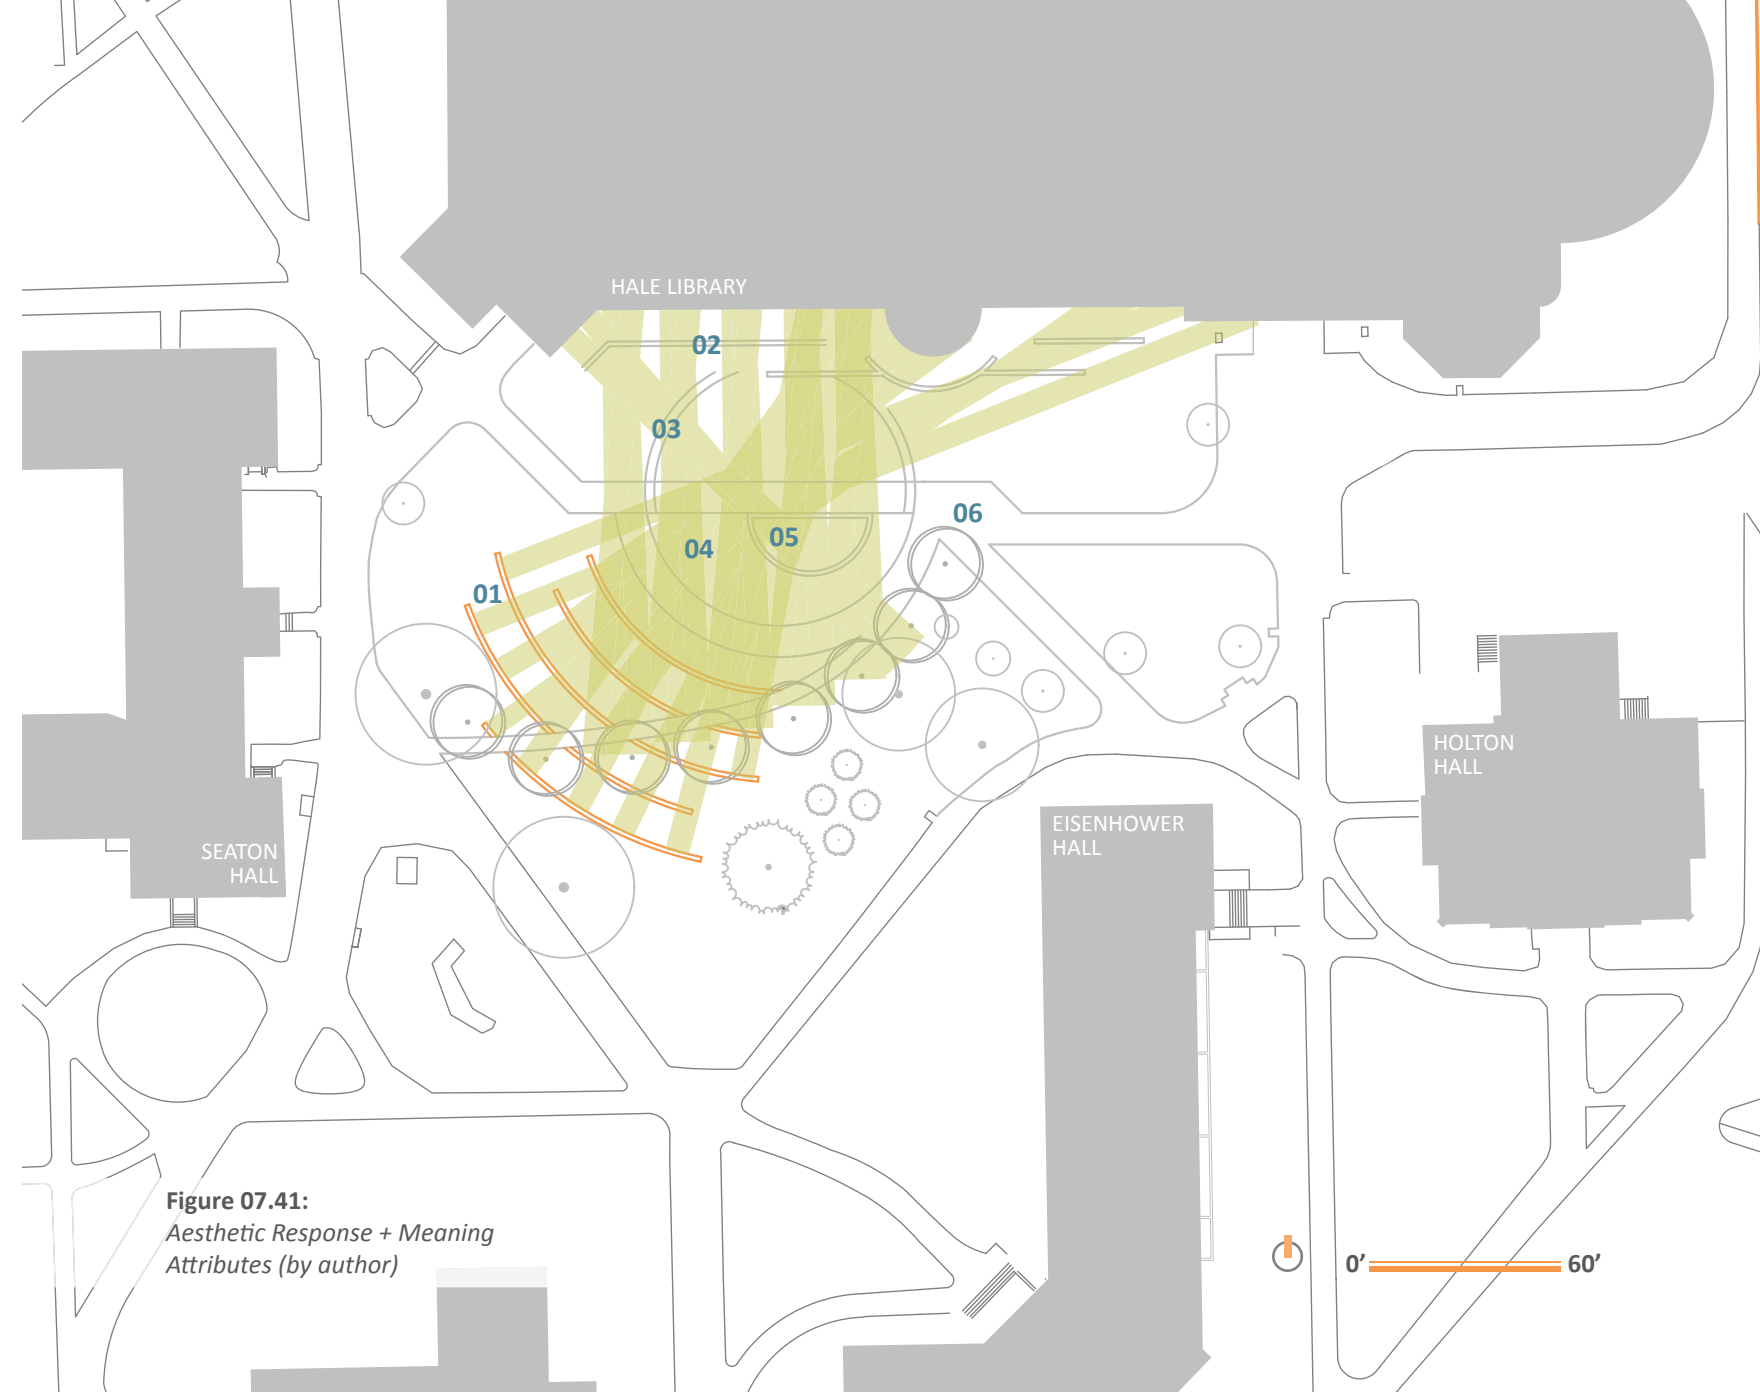 HALE LIBRARY
02
03
06
05
04
01
HOLTON
HALL
EISENHOWER
HALL
SEATON
HALL
Figure 07.41:
Aesthetic Response + Meaning
Attributes (by author)
0’
60’